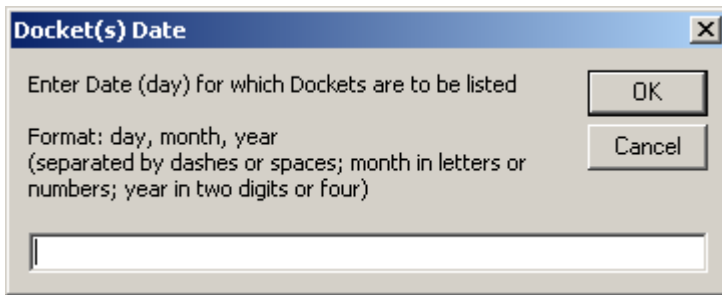 Docket(s) Date
Enter Date (day) for which Dockets are to be listed
OK
Format: day, month, year
(separated by dashes or spaces; month in letters or
numbers; year in two digits or four)
Cancel